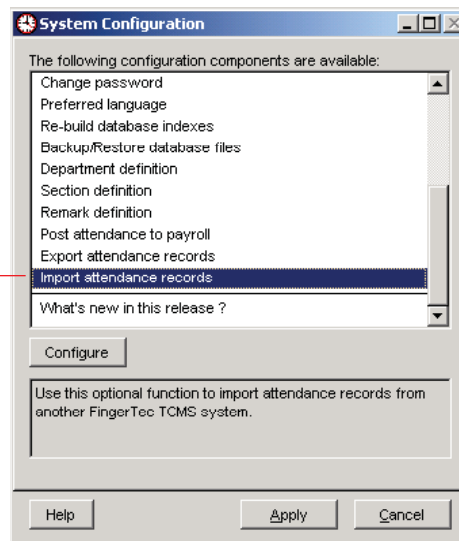 System Configuration
The following configuration components are available:
Change password
Preferred language
Re-build database indexes
Backup/Restore database files
Department definition
Section definition
Remark definition
Post attendance to payroll
Export attendance records
Import attendance records
What's new in this release ?
Configure
Use this optional function to import attendance records from
another FingerTec TCMS system.
Help
Apply
Cancel